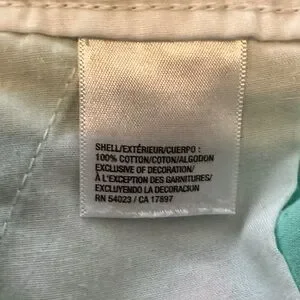 SHELL/EXTÉRIEUR/CUERPO :
100% COTTON/COTON/ALGODON
EXCLUSIVE OF DECORATION/
À L'EXCEPTION DES GARNITURES/
EXCLUYENDO LA DECORACIUN
RN 54023 / CA 17897